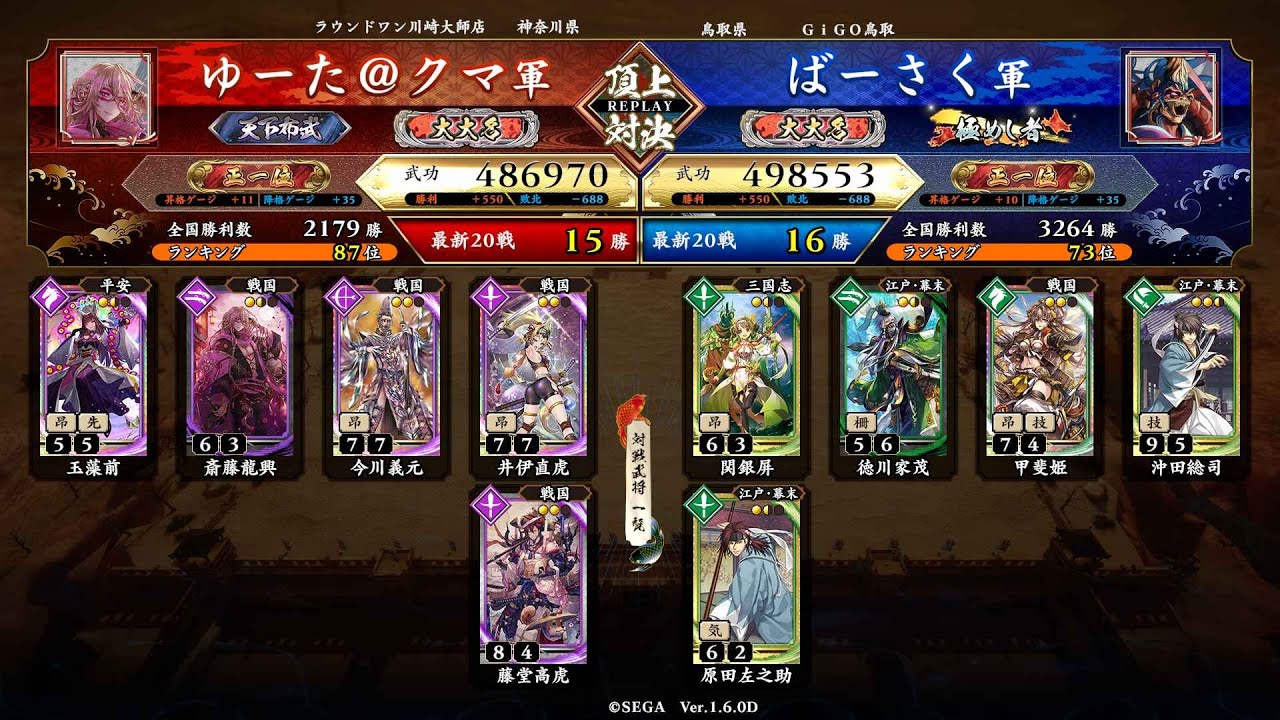 ラウンドワン川崎大師店 神奈川県
鳥取県 GiGO鳥取
ゆーた@クマ軍
頂上
REPLAY
対決
ばーさく軍
天下布武
大大名
大大名
極めし者
正一位
武功 486970
武功 498553
正一位
昇格ゲージ +11 降格ゲージ +35
勝利 +550 敗北 -688
勝利 +550 敗北 -688
昇格ゲージ +10 降格ゲージ +35
全国勝利数 2179勝
最新20戦 15勝
最新20戦 16勝
全国勝利数 3264勝
ランキング 87位
ランキング 73位
平安
戦国
戦国
戦国
三国志
江戸・幕末
戦国
江戸・幕末
昂 先
昂
昂
昂
柵
昂 技
技
5 5
6 3
7 7
7 7
6 3
5 6
7 4
9 5
玉藻前
斎藤龍興
今川義元
井伊直虎
関銀屏
徳川家茂
甲斐姫
沖田総司
対戦武将一覧
戦国
江戸・幕末
気
8 4
6 2
藤堂高虎
原田左之助
©SEGA Ver.1.6.0D